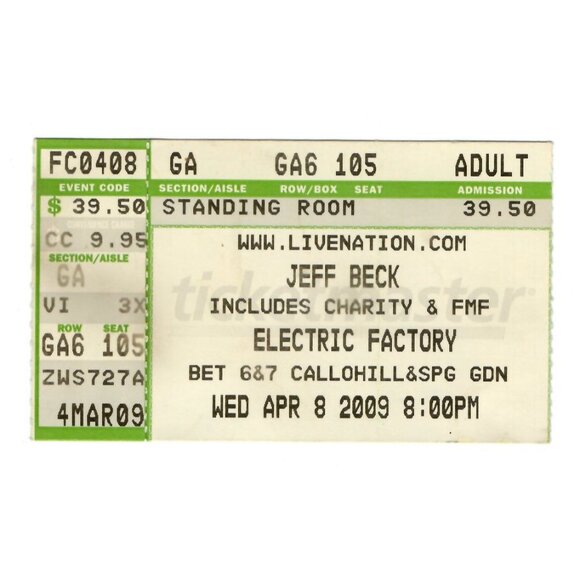 FC0408 GA GA6 105 ADULT
EVENT CODE SECTION/AISLE ROW/BOX SEAT ADMISSION
$ 39.50 STANDING ROOM 39.50
CC 9.95 WWW.LIVENATION.COM
SECTION/AISLE
GA JEFF BECK
ticketmaster
VI 3X INCLUDES CHARITY & FMF
ROW SEAT
GA6 105 ELECTRIC FACTORY
ZWS727A BET 6&7 CALLOHILL&SPG GDN
4MAR09 WED APR 8 2009 8:00PM